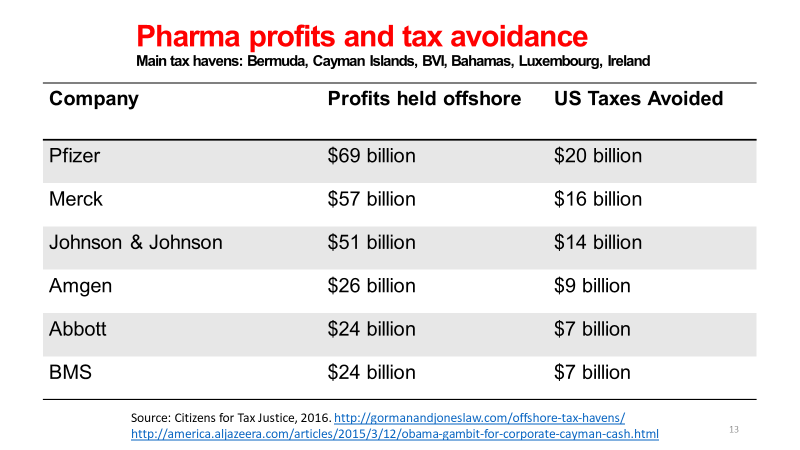 Pharma profits and tax avoidance
Main tax havens: Bermuda, Cayman Islands, BVI, Bahamas, Luxembourg, Ireland
Company Profits held offshore US Taxes Avoided
Pfizer $69 billion $20 billion
Merck $57 billion $16 billion
Johnson & Johnson $51 billion $14 billion
Amgen $26 billion $9 billion
Abbott $24 billion $7 billion
BMS $24 billion $7 billion
Source: Citizens for Tax Justice, 2016. http://gormanandjoneslaw.com/offshore-tax-havens/
http://america.aljazeera.com/articles/2015/3/12/obama-gambit-for-corporate-cayman-cash.html
13